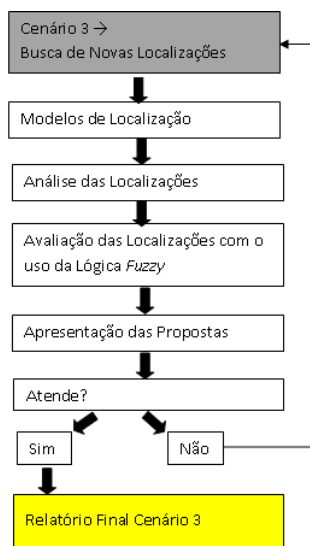 Cenário 3 →
Busca de Novas Localizações
Modelos de Localização
Análise das Localizações
Avaliação das Localizações com o
uso da Lógica Fuzzy
Apresentação das Propostas
Atende?
Sim
Não
Relatório Final Cenário 3